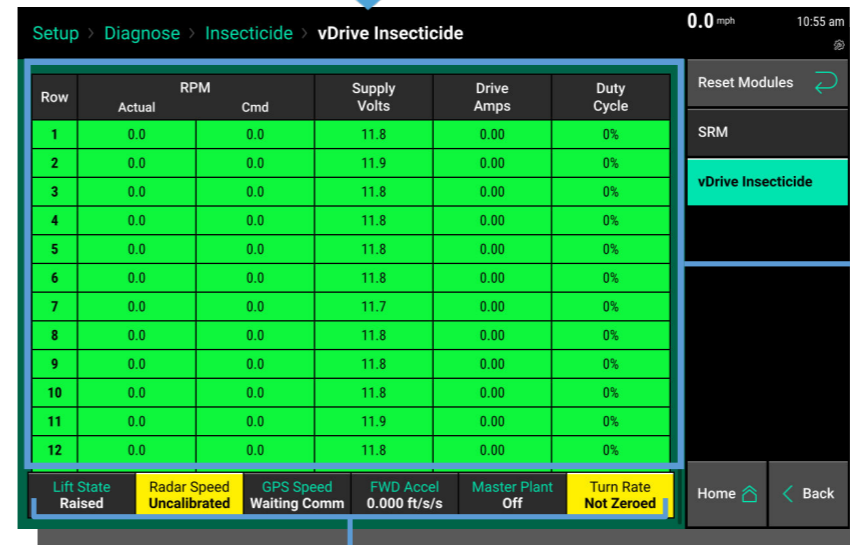 Setup > Diagnose > Insecticide > vDrive Insecticide
0.0 mph 10:55 am
Row RPM Actual Cmd Supply Volts Drive Amps Duty Cycle
1 0.0 0.0 11.8 0.00 0%
2 0.0 0.0 11.9 0.00 0%
3 0.0 0.0 11.8 0.00 0%
4 0.0 0.0 11.8 0.00 0%
5 0.0 0.0 11.8 0.00 0%
6 0.0 0.0 11.8 0.00 0%
7 0.0 0.0 11.7 0.00 0%
8 0.0 0.0 11.8 0.00 0%
9 0.0 0.0 11.8 0.00 0%
10 0.0 0.0 11.8 0.00 0%
11 0.0 0.0 11.9 0.00 0%
12 0.0 0.0 11.8 0.00 0%
Lift State Radar Speed GPS Speed FWD Accel Master Plant Turn Rate
Raised Uncalibrated Waiting Comm 0.000 ft/s/s Off Not Zeroed
Reset Modules
SRM
vDrive Insecticide
Home < Back